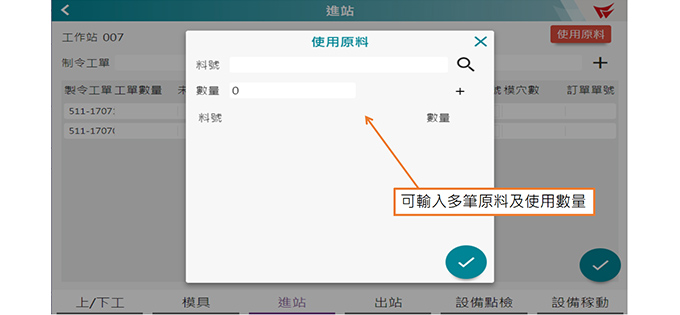 進站
工作站 007
使用原料
制令工單
製令工單 工單數量
模穴數
訂單單號
511-1707
511-1707
使用原料
料號
數量 0
料號 數量
可輸入多筆原料及使用數量
上/下工 模具 進站 出站 設備點檢 設備稼動